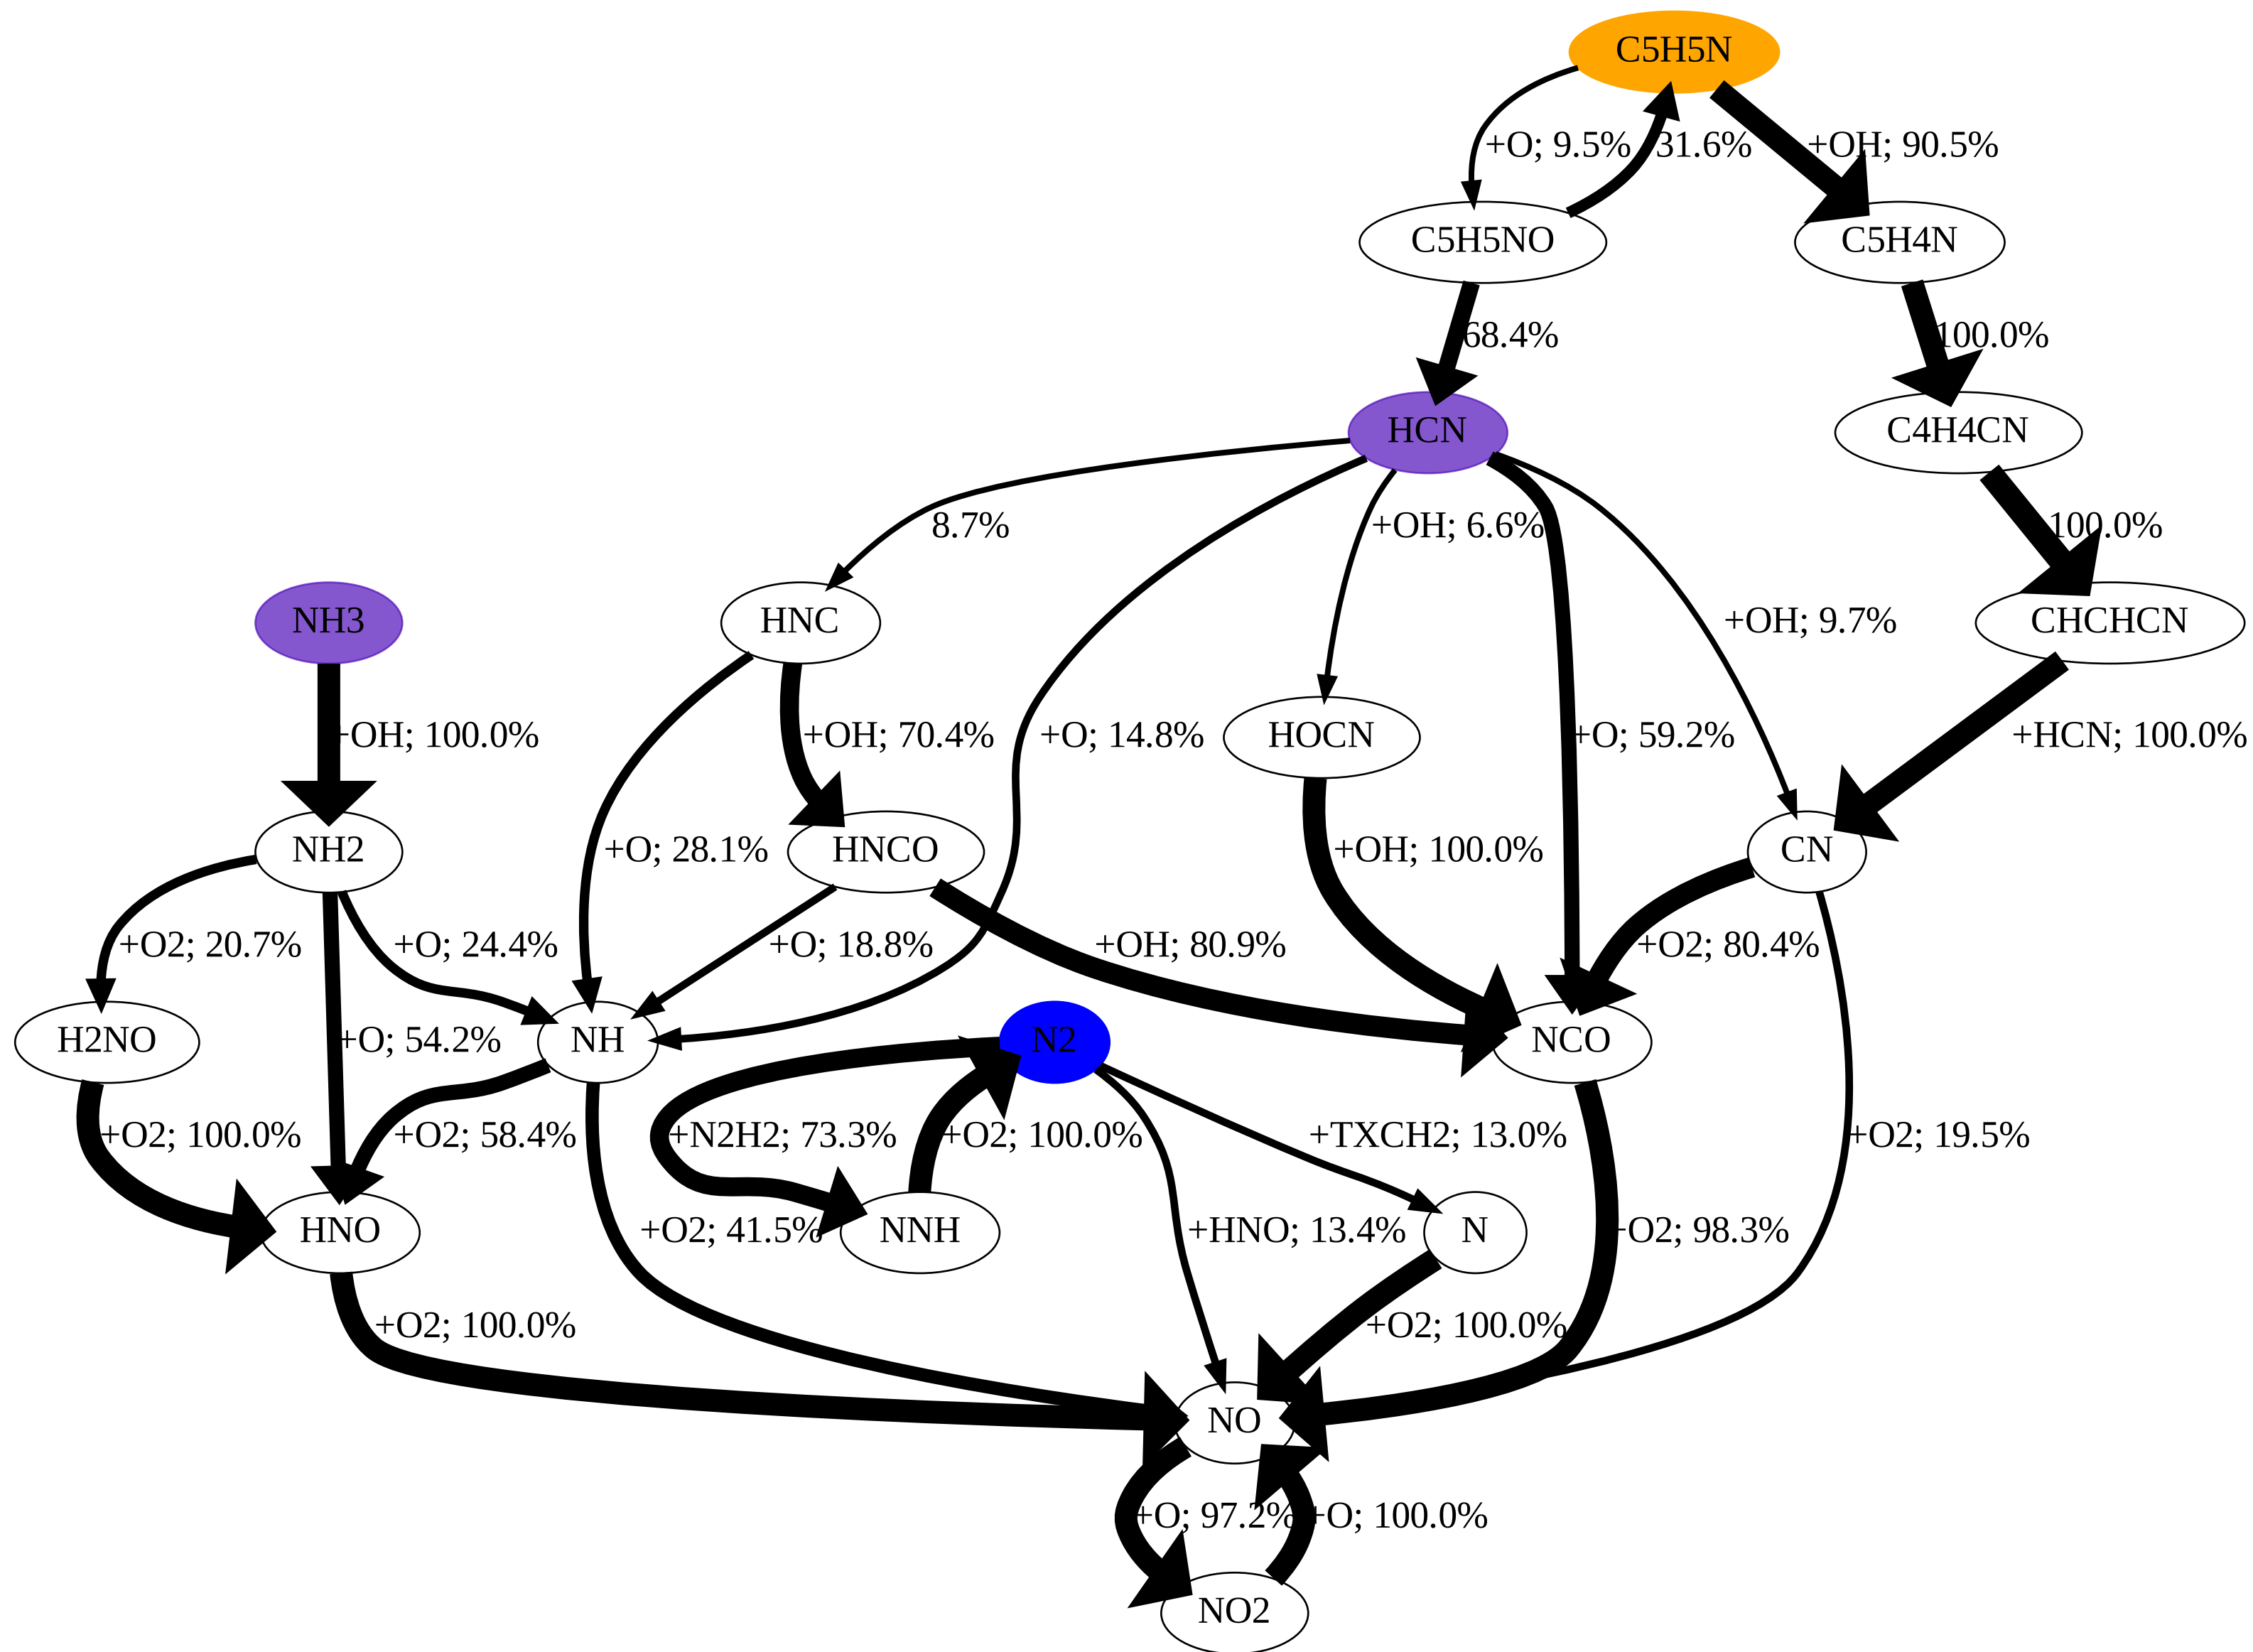 C5H5N
+O; 9.5%
31.6%
+OH; 90.5%
C5H5NO
C5H4N
68.4%
100.0%
HCN
C4H4CN
8.7%
+OH; 6.6%
100.0%
NH3
HNC
+OH; 9.7%
CHCHCN
+OH; 100.0%
+OH; 70.4%
+O; 14.8%
HOCN
+O; 59.2%
+HCN; 100.0%
NH2
+O; 28.1%
HNCO
+OH; 100.0%
CN
+O2; 20.7%
+O; 24.4%
+O; 18.8%
+OH; 80.9%
+O2; 80.4%
H2NO
+O; 54.2%
NH
N2
NCO
+O2; 100.0%
+O2; 58.4%
+N2H2; 73.3%
+O2; 100.0%
+TXCH2; 13.0%
+O2; 19.5%
HNO
+O2; 41.5%
NNH
+HNO; 13.4%
N
+O2; 98.3%
+O2; 100.0%
+O2; 100.0%
NO
+O; 97.2%
+O; 100.0%
NO2